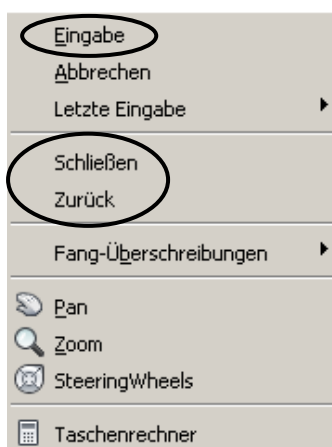 Eingabe
Abbrechen
Letzte Eingabe
Schließen
Zurück
Fang-Überschreibungen
Pan
Zoom
SteeringWheels
Taschenrechner